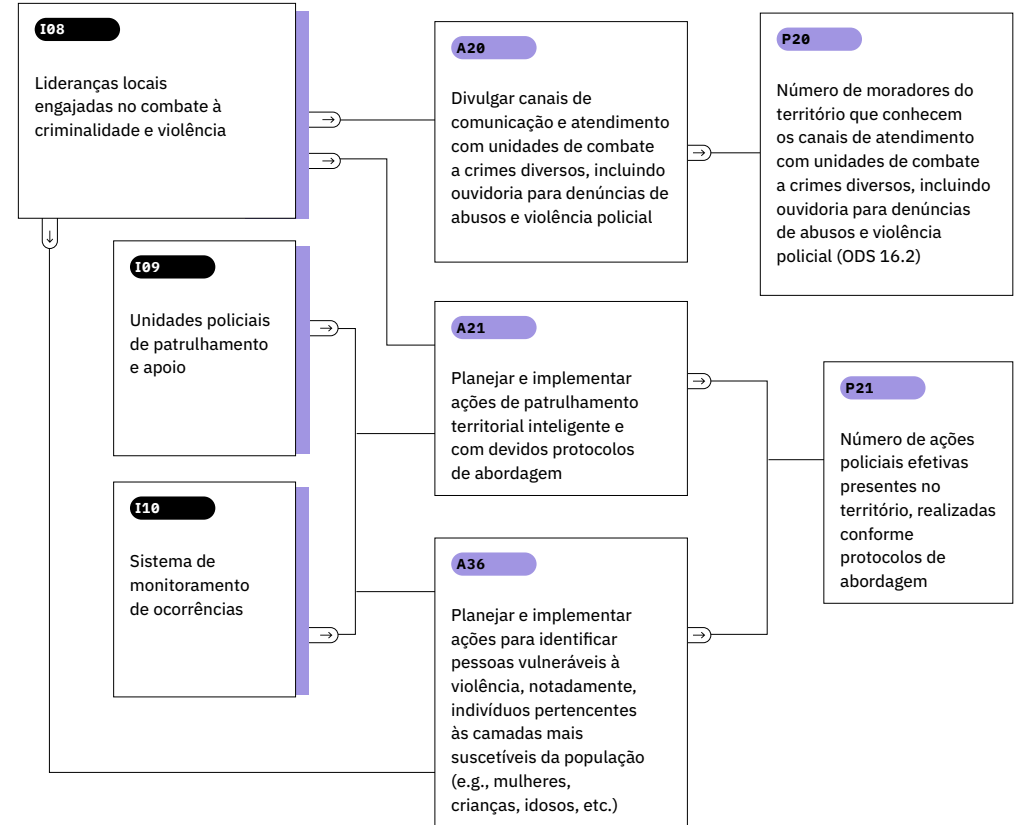 I08
Lideranças locais
engajadas no combate à
criminalidade e violência
A20
Divulgar canais de
comunicação e atendimento
com unidades de combate
a crimes diversos, incluindo
ouvidoria para denúncias de
abusos e violência policial
P20
Número de moradores do
território que conhecem
os canais de atendimento
com unidades de combate
a crimes diversos, incluindo
ouvidoria para denúncias
de abusos e violência
policial (ODS 16.2)
I09
Unidades policiais
de patrulhamento
e apoio
A21
Planejar e implementar
ações de patrulhamento
territorial inteligente e
com devidos protocolos
de abordagem
P21
Número de ações
policiais efetivas
presentes no
território, realizadas
conforme
protocolos de
abordagem
I10
Sistema de
monitoramento
de ocorrências
A36
Planejar e implementar
ações para identificar
pessoas vulneráveis à
violência, notadamente,
indivíduos pertencentes
às camadas mais
suscetíveis da população
(e.g., mulheres,
crianças, idosos, etc.)